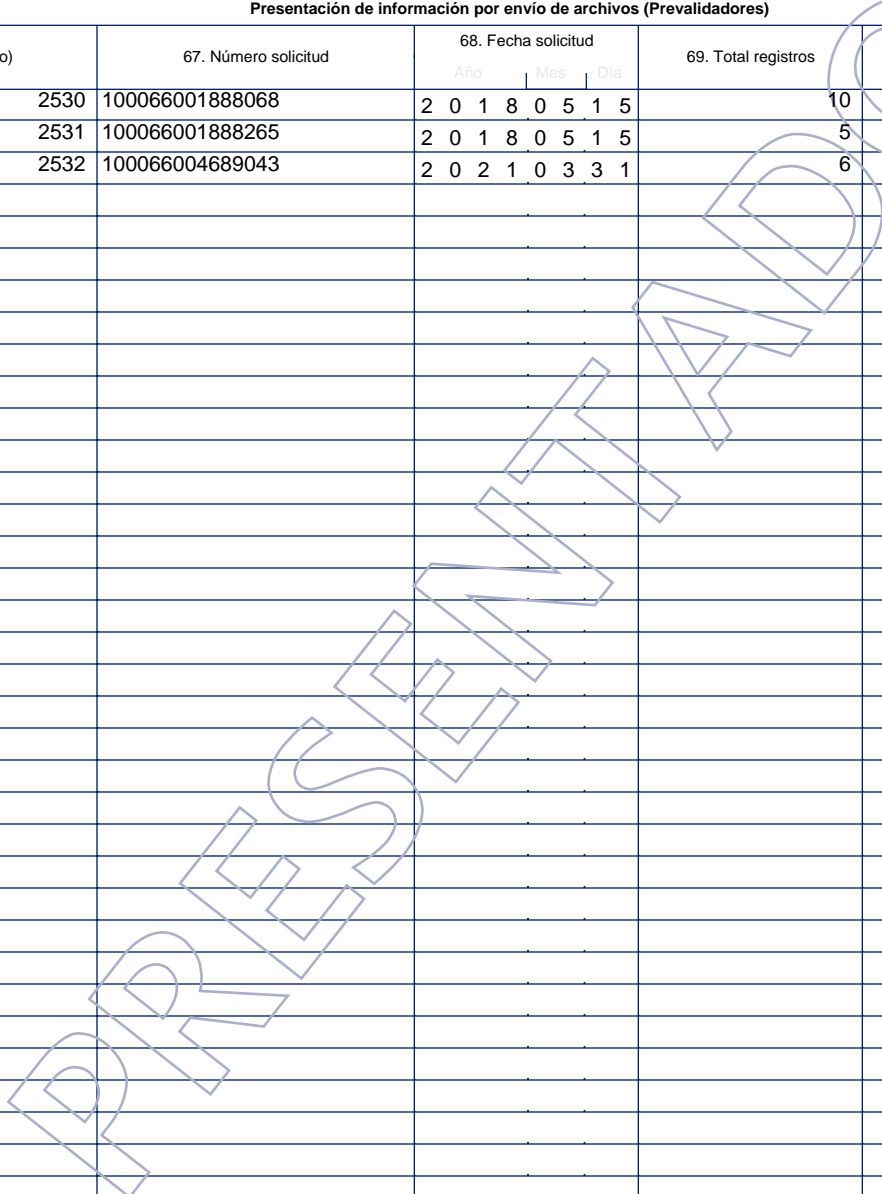 Presentación de información por envío de archivos (Prevalidadores)
o) 67. Número solicitud 68. Fecha solicitud 69. Total registros
Año Mes Día
2530 100066001888068 2 0 1 8 0 5 1 5 10
2531 100066001888265 2 0 1 8 0 5 1 5 5
2532 100066004689043 2 0 2 1 0 3 3 1 6
PRESENTADO